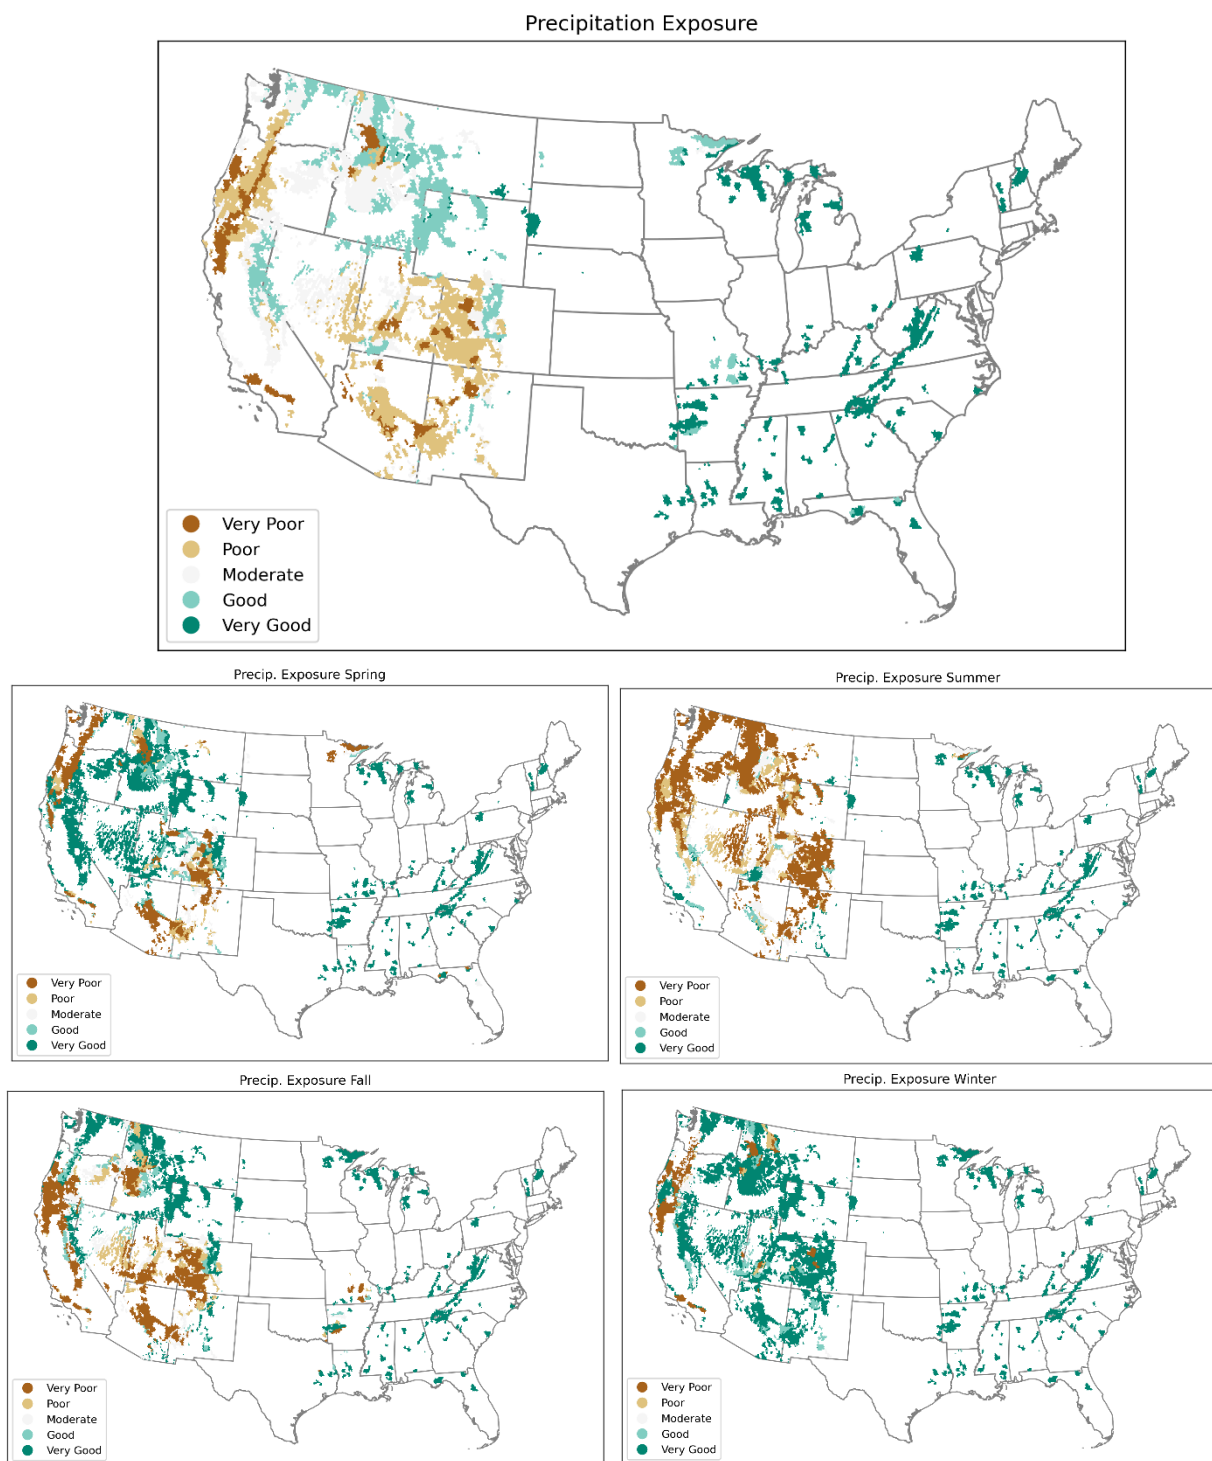 Precipitation Exposure
Very Poor
Poor
Moderate
Good
Very Good
Precip. Exposure Spring
Very Poor
Poor
Moderate
Good
Very Good
Precip. Exposure Summer
Very Poor
Poor
Moderate
Good
Very Good
Precip. Exposure Fall
Very Poor
Poor
Moderate
Good
Very Good
Precip. Exposure Winter
Very Poor
Poor
Moderate
Good
Very Good